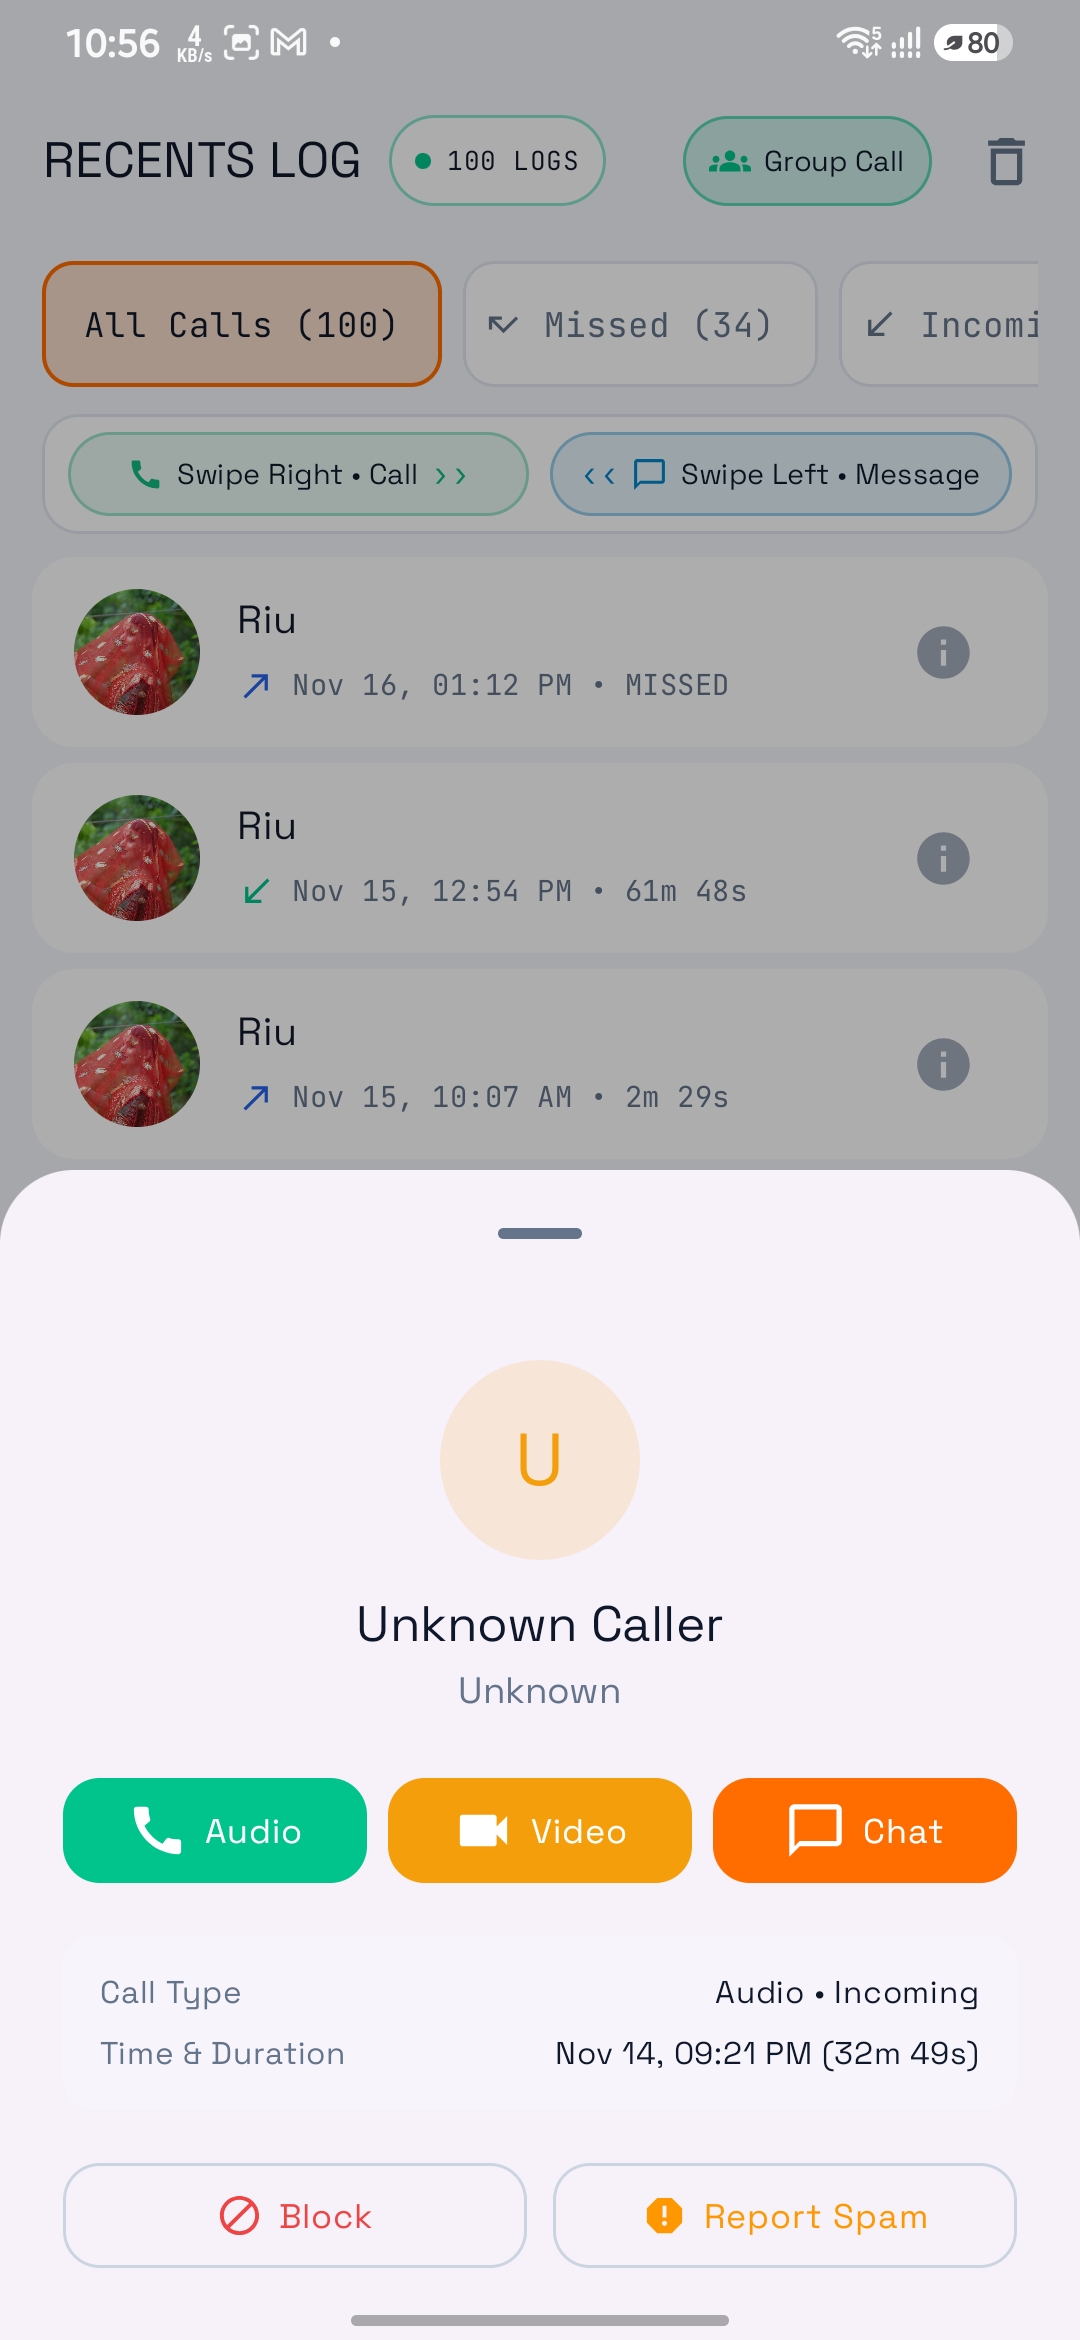 10:56 4 KB/s 5 80
RECENTS LOG 100 LOGS Group Call
All Calls (100) Missed (34) Incomi
Swipe Right • Call >> << Swipe Left • Message
Riu
Nov 16, 01:12 PM • MISSED
Riu
Nov 15, 12:54 PM • 61m 48s
Riu
Nov 15, 10:07 AM • 2m 29s
U
Unknown Caller
Unknown
Audio Video Chat
Call Type Audio • Incoming
Time & Duration Nov 14, 09:21 PM (32m 49s)
Block Report Spam